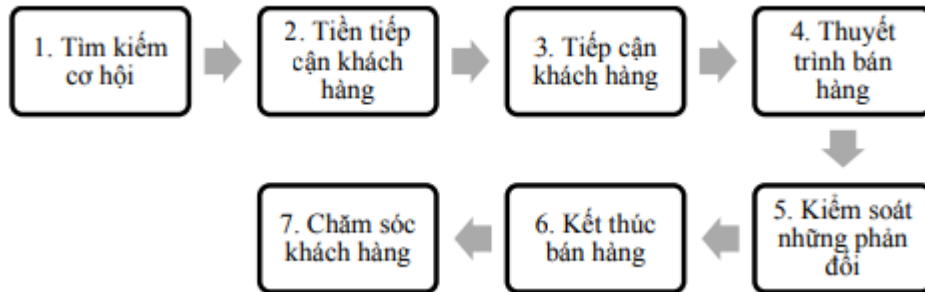 1. Tìm kiếm
cơ hội
2. Tiền tiếp
cận khách
hàng
3. Tiếp cận
khách hàng
4. Thuyết
trình bán
hàng
5. Kiểm soát
những phản
đối
6. Kết thúc
bán hàng
7. Chăm sóc
khách hàng